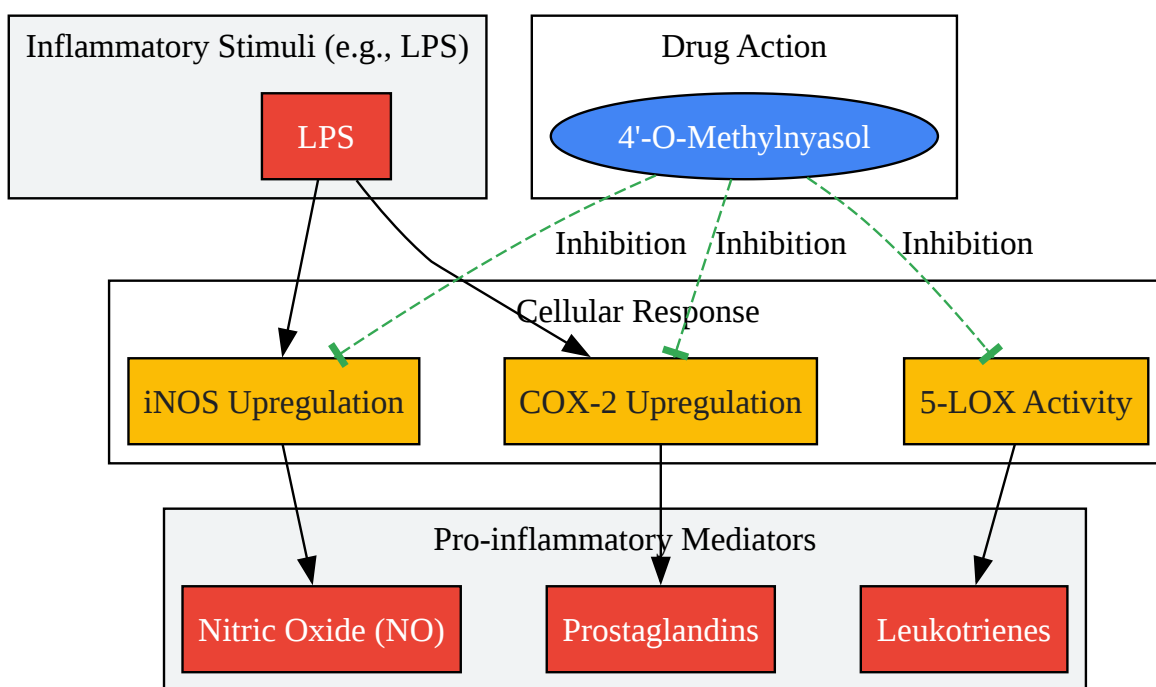 Inflammatory Stimuli (e.g., LPS)
Drug Action
LPS
4'-O-Methylnyasol
Inhibition
Inhibition
Inhibition
Cellular Response
iNOS Upregulation
COX-2 Upregulation
5-LOX Activity
Pro-inflammatory Mediators
Nitric Oxide (NO)
Prostaglandins
Leukotrienes